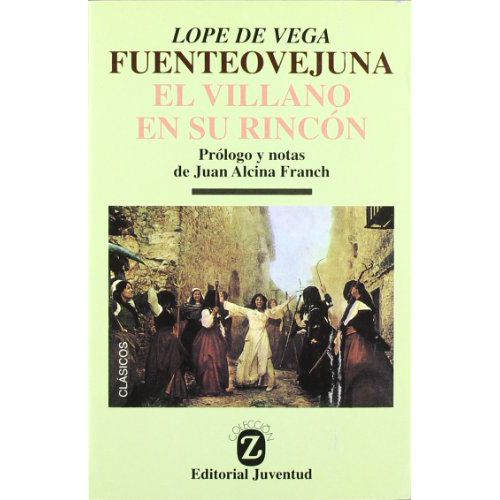 LOPE DE VEGA
FUENTEOVEJUNA
EL VILLANO
EN SU RINCÓN
Prólogo y notas
de Juan Alcina Franch
CLÁSICOS
COLECCIÓN
Z
Editorial Juventud